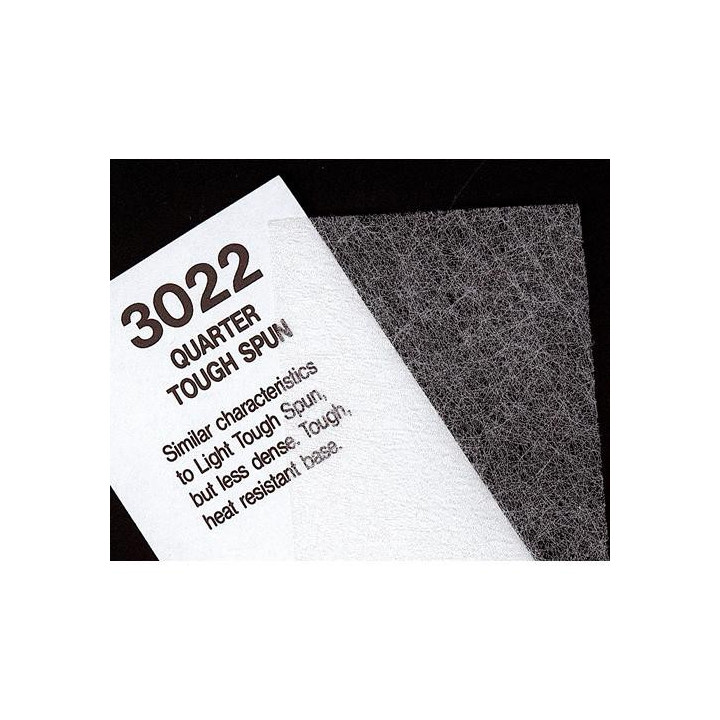 3022
QUARTER
TOUGH SPUN
Similar characteristics
to Light Tough Spun,
but less dense. Tough,
heat resistant base.